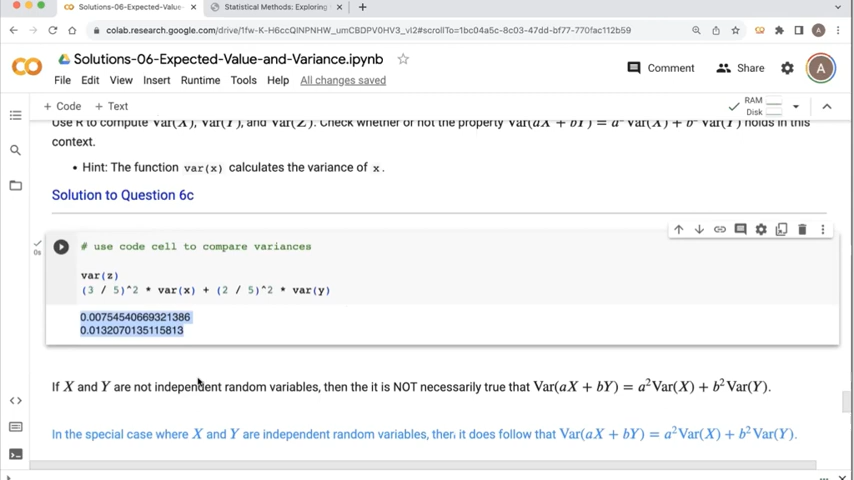 Solutions-06-Expected-Value-
Statistical Methods: Exploring
colab.research.google.com/drive/1fw-K-H6ccQINPNHW_umCBDPV0HV3_vl2#scrollTo=1bc04a5c-8c03-47dd-bf77-770fac112b59
Solutions-06-Expected-Value-and-Variance.ipynb
File Edit View Insert Runtime Tools Help All changes saved
Comment Share A
+ Code + Text
RAM
Disk
Use R to compute Var(X), Var(Y), and Var(Z). Check whether or not the property Var(aX + bY) = a² Var(X) + b² Var(Y) holds in this
context.
• Hint: The function var(x) calculates the variance of x.
Solution to Question 6c
# use code cell to compare variances
0s
var(z)
(3 / 5)^2 * var(x) + (2 / 5)^2 * var(y)
0.00754540669321386
0.0132070135115813
If X and Y are not independent random variables, then the it is NOT necessarily true that Var(aX + bY) = a²Var(X) + b²Var(Y).
In the special case where X and Y are independent random variables, then it does follow that Var(aX + bY) = a²Var(X) + b²Var(Y).